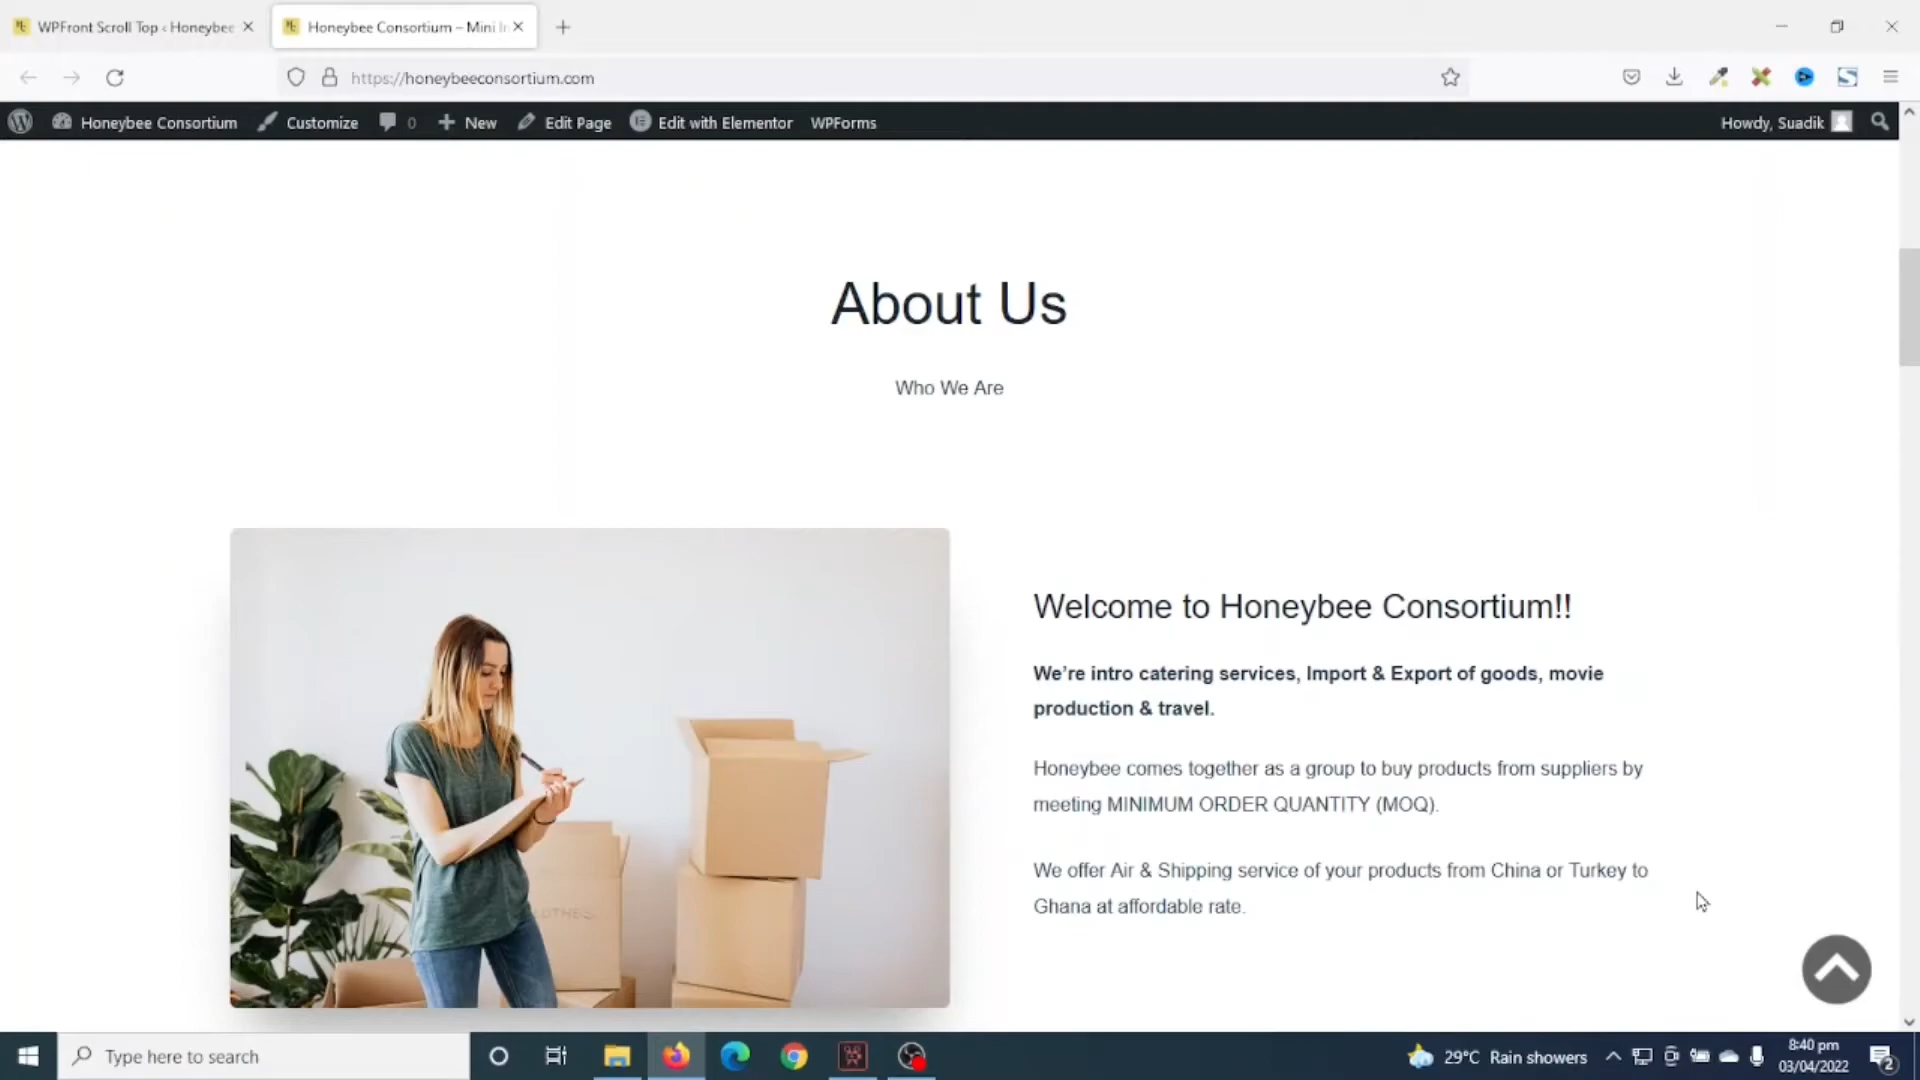 WPFront Scroll Top ‹ Honeybee
Honeybee Consortium – Mini In
https://honeybeeconsortium.com
Honeybee Consortium Customize 0 New Edit Page Edit with Elementor WPForms Howdy, Suadik
About Us
Who We Are
Welcome to Honeybee Consortium!!
We're intro catering services, Import & Export of goods, movie
production & travel.
Honeybee comes together as a group to buy products from suppliers by
meeting MINIMUM ORDER QUANTITY (MOQ).
We offer Air & Shipping service of your products from China or Turkey to
Ghana at affordable rate.
Type here to search
29°C Rain showers
8:40 pm
03/04/2022
2